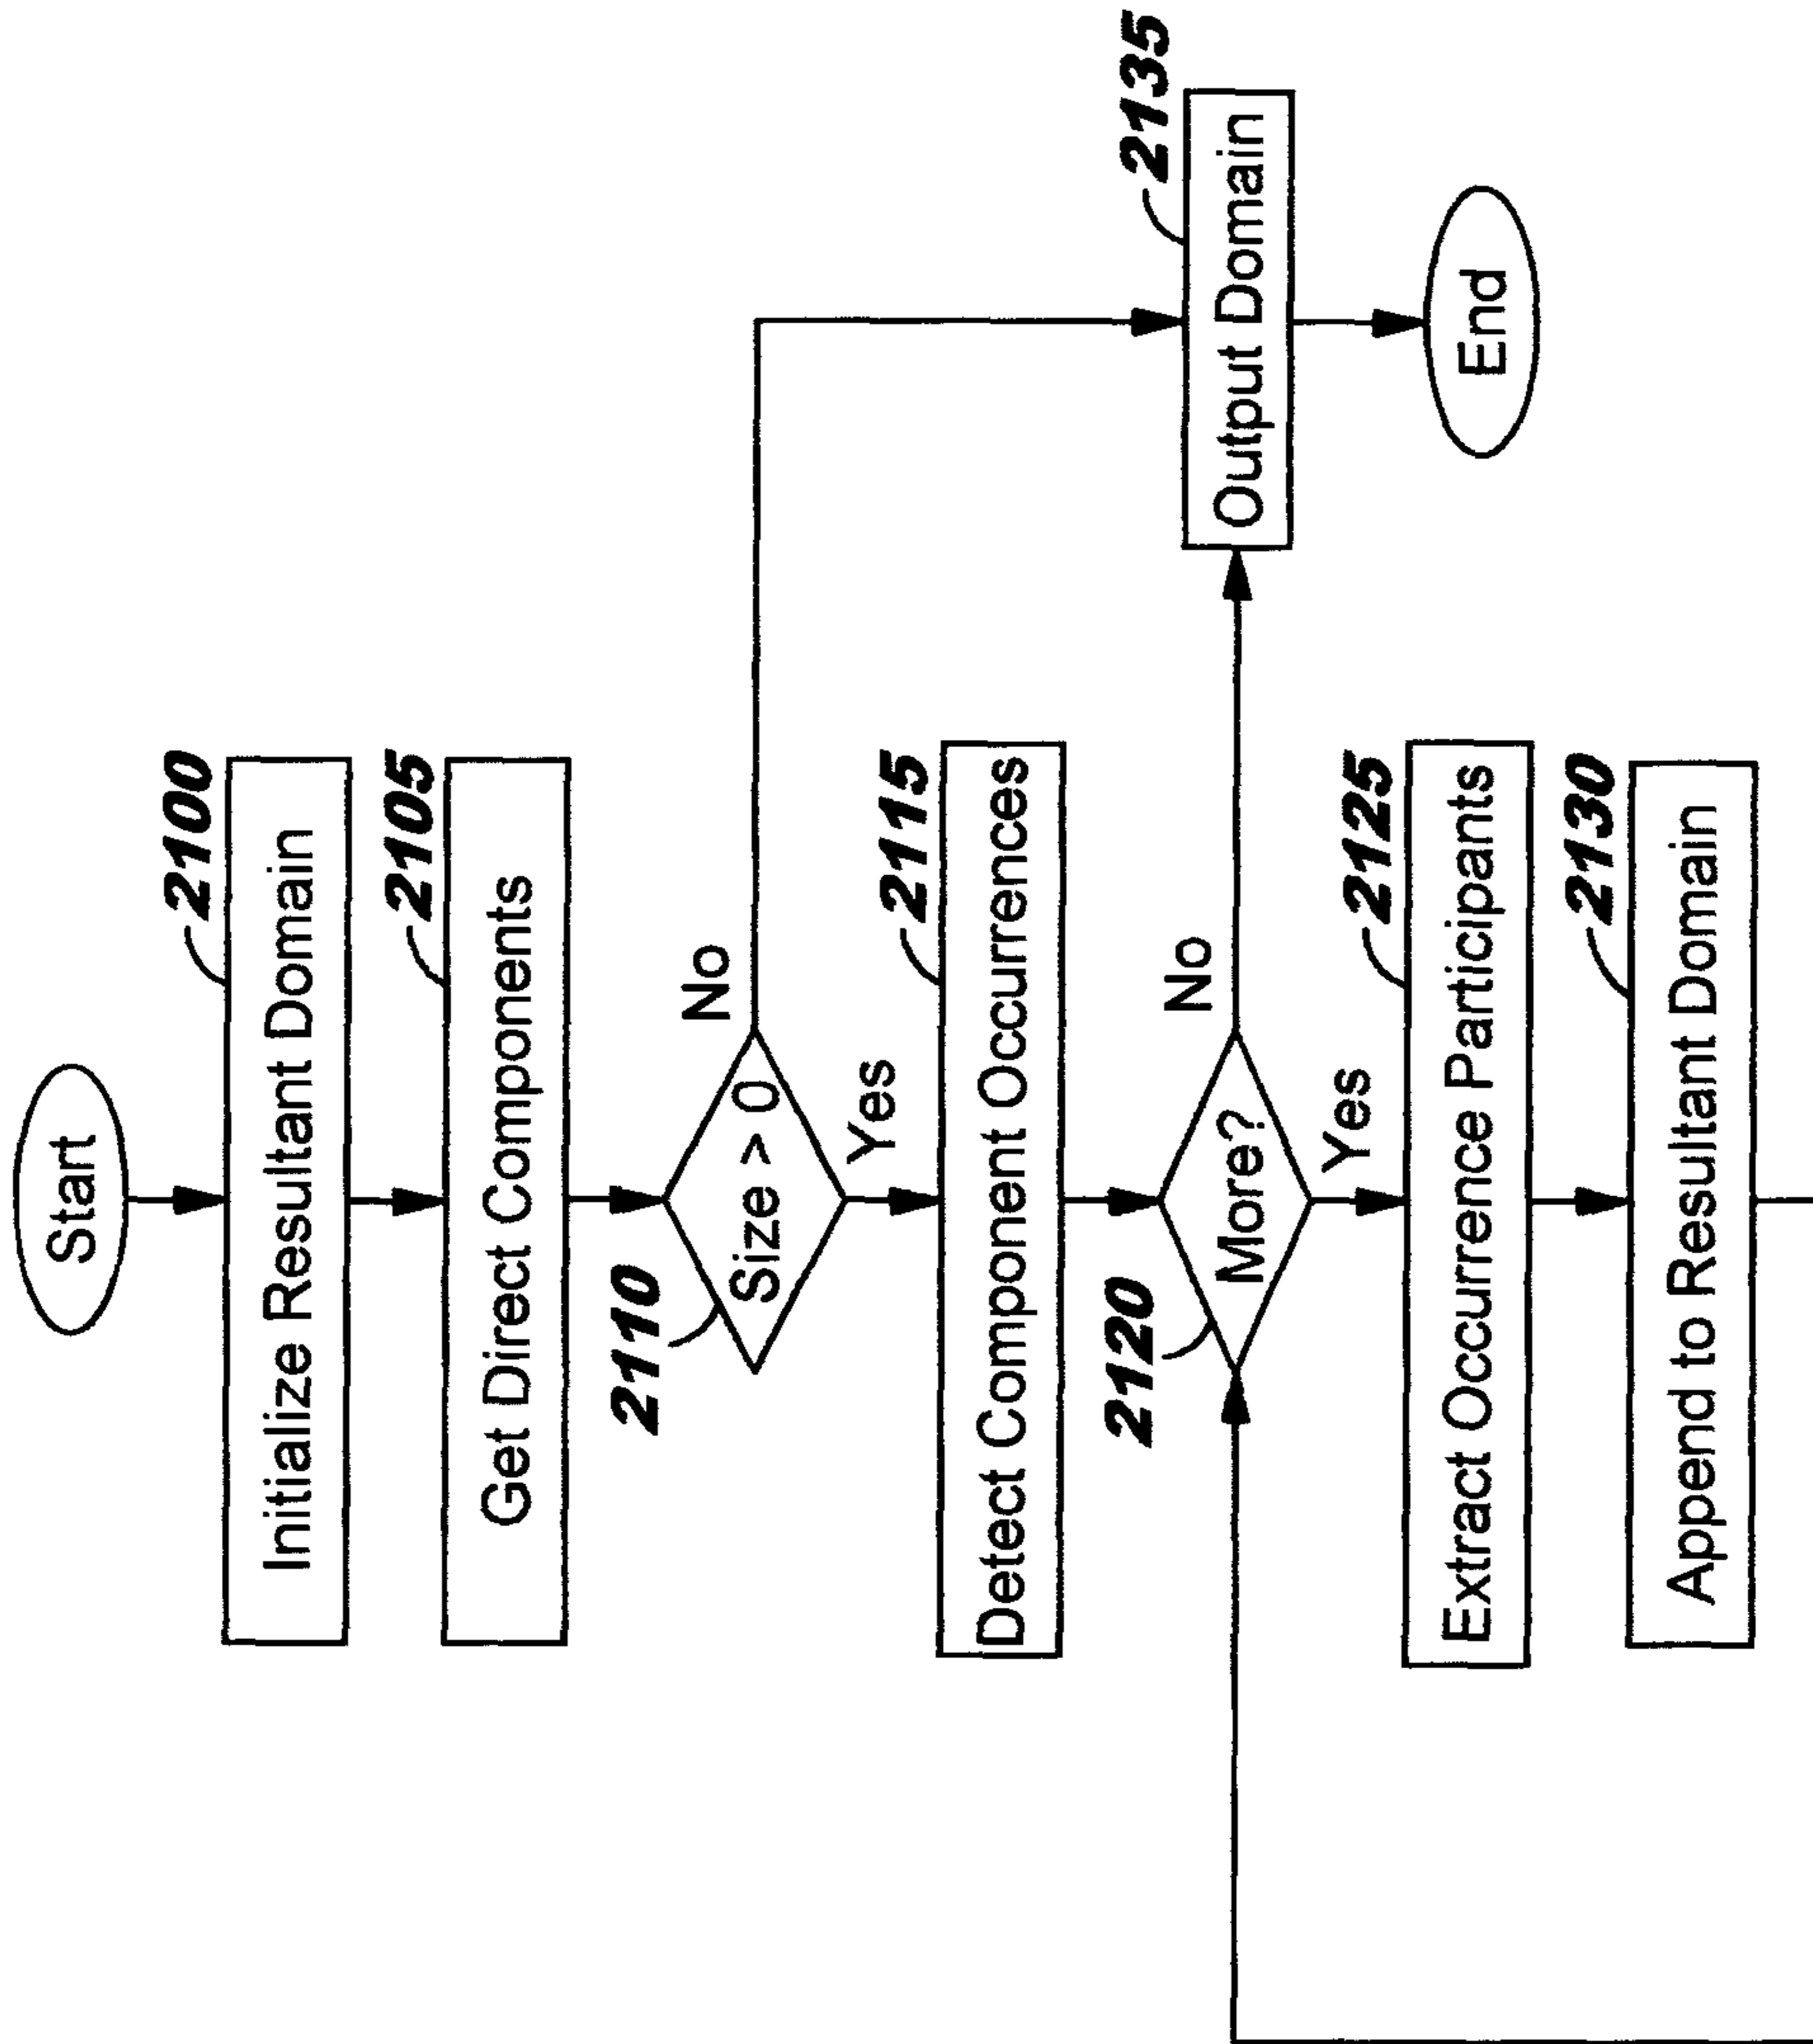 Start
2100
Initialize Resultant Domain
2105
Get Direct Components
2110
Size > 0
No
Yes
2115
Detect Component Occurrences
2120
More?
No
Yes
2135
Output Domain
End
2125
Extract Occurrence Participants
2130
Append to Resultant Domain